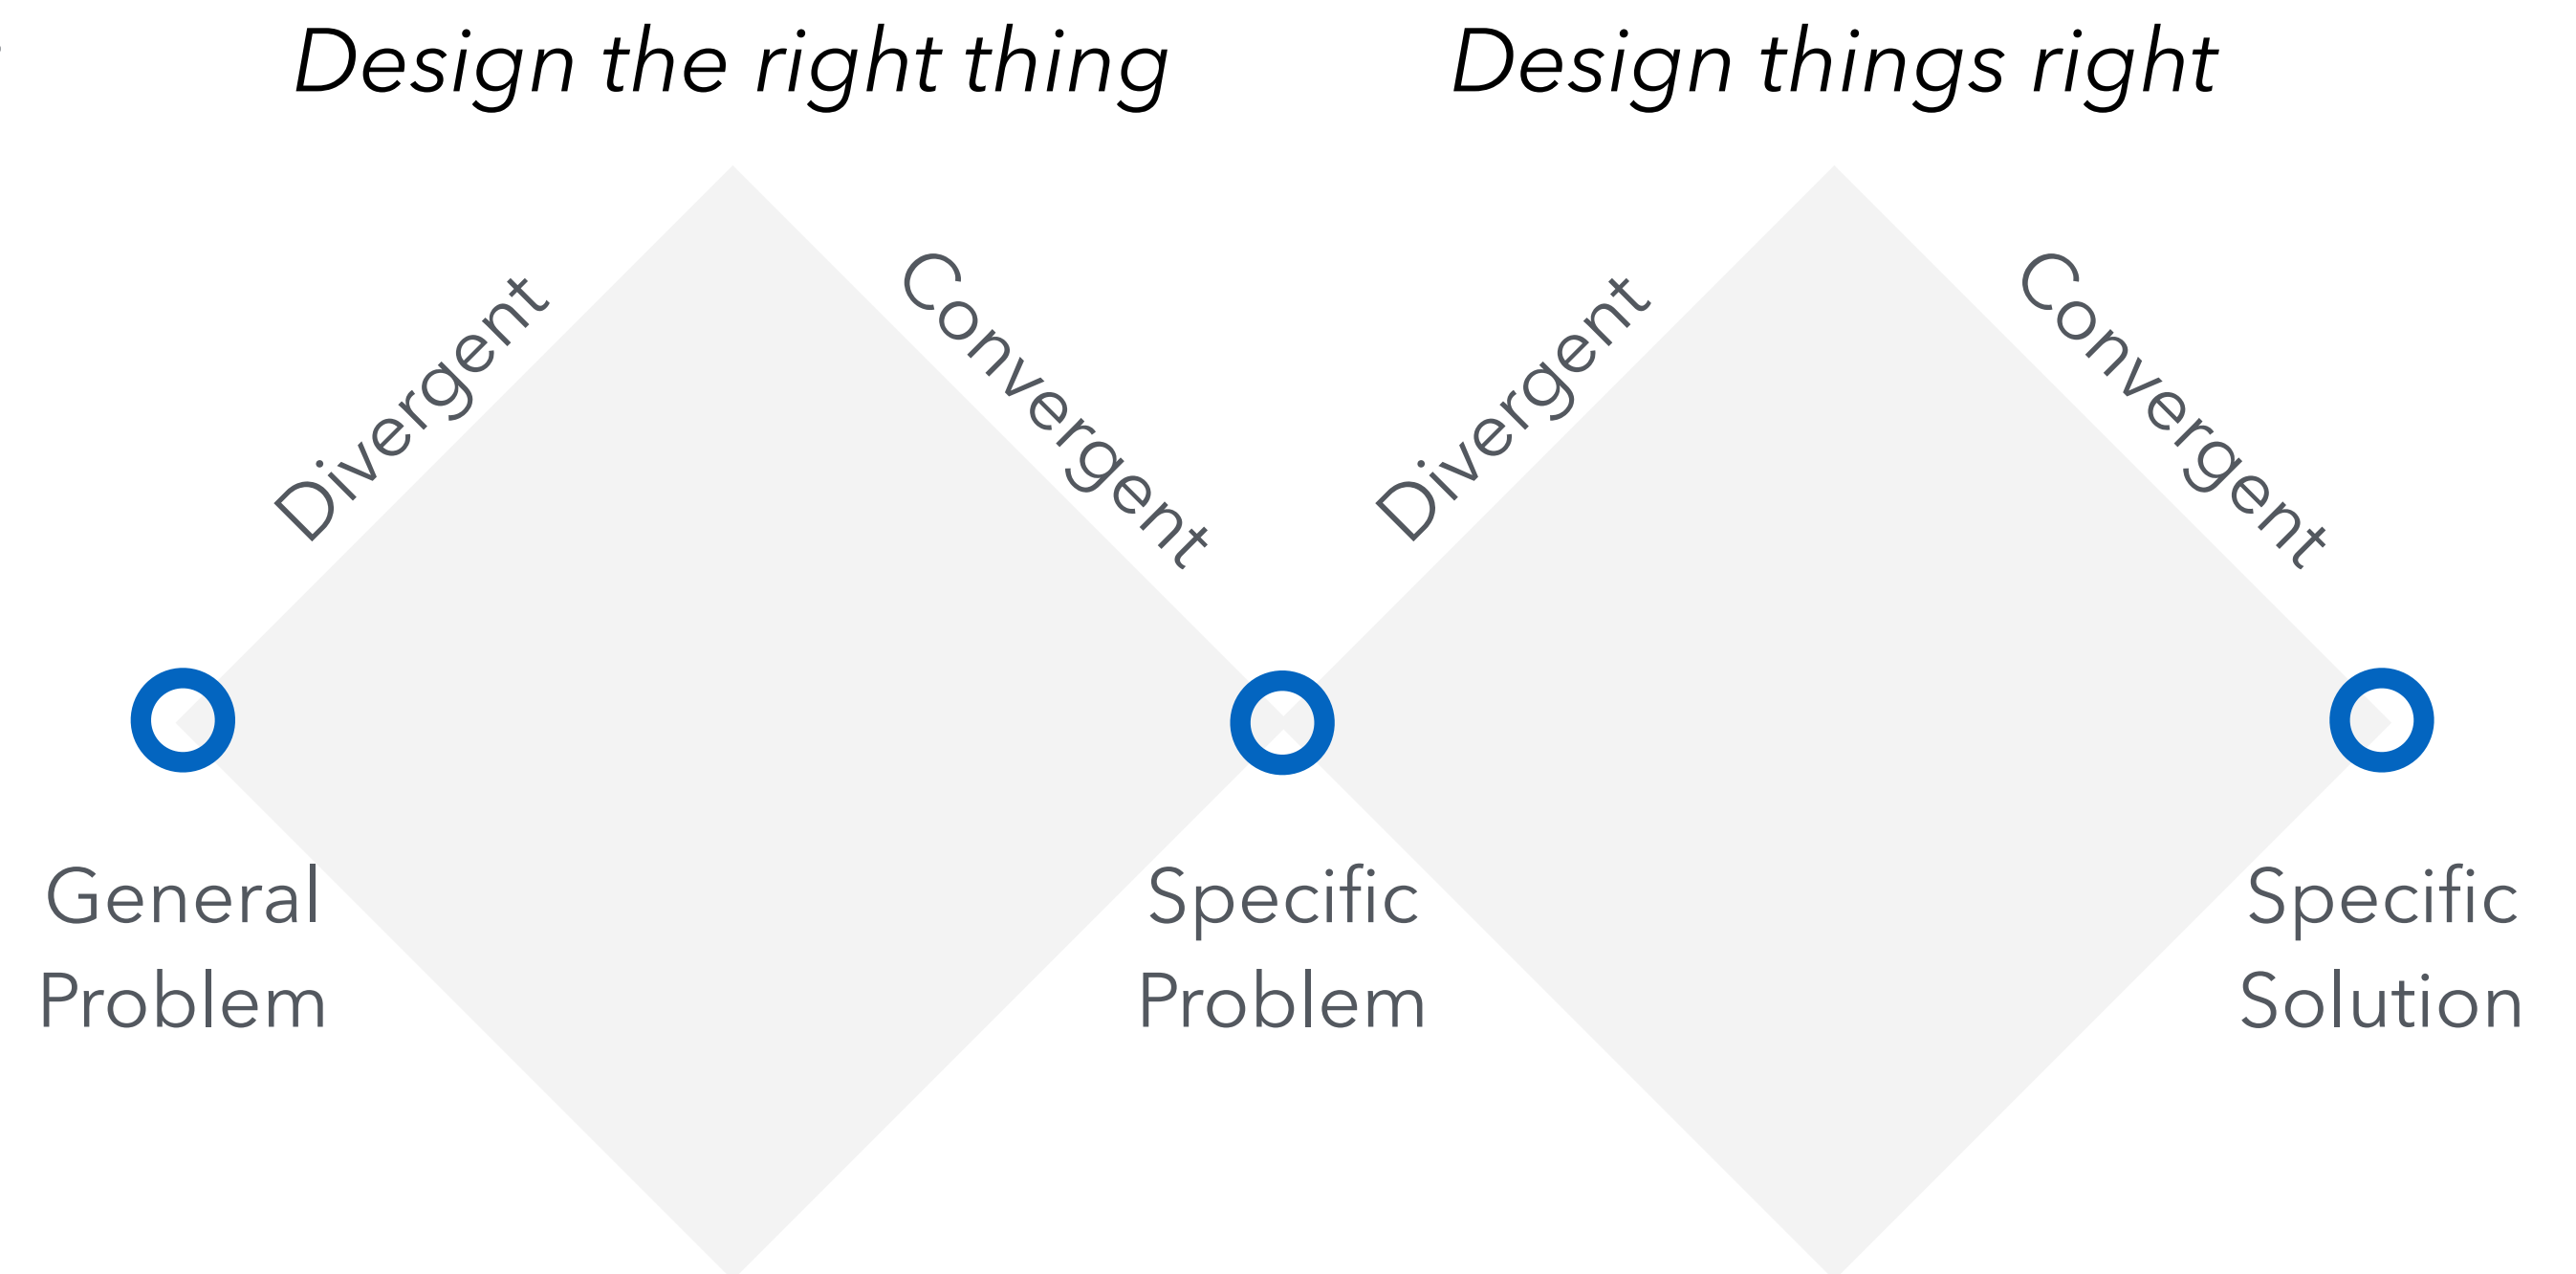 Design the right thing
Design things right
Divergent
Convergent
Divergent
Convergent
General
Problem
Specific
Problem
Specific
Solution